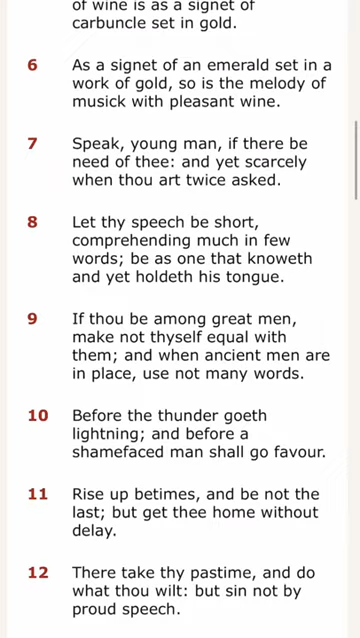 of wine is as a signet of
carbuncle set in gold.
6 As a signet of an emerald set in a
work of gold, so is the melody of
musick with pleasant wine.
7 Speak, young man, if there be
need of thee: and yet scarcely
when thou art twice asked.
8 Let thy speech be short,
comprehending much in few
words; be as one that knoweth
and yet holdeth his tongue.
9 If thou be among great men,
make not thyself equal with
them; and when ancient men are
in place, use not many words.
10 Before the thunder goeth
lightning; and before a
shamefaced man shall go favour.
11 Rise up betimes, and be not the
last; but get thee home without
delay.
12 There take thy pastime, and do
what thou wilt: but sin not by
proud speech.